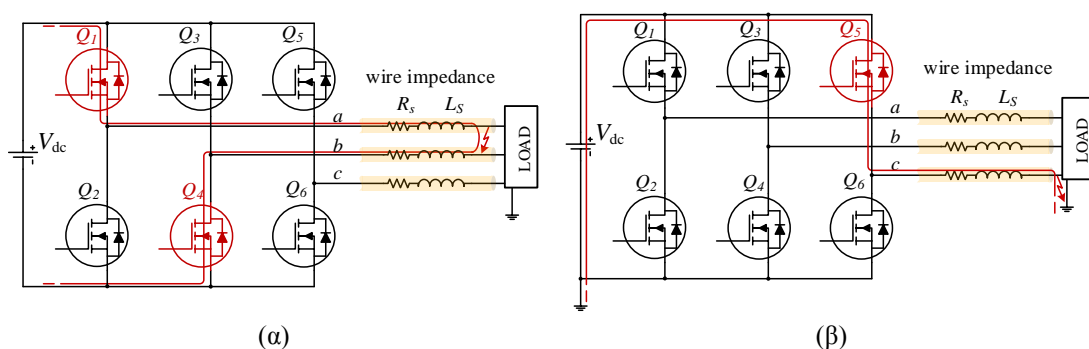 Q1
Q3
Q5
wire impedance
Rs
LS
a
Vdc
b
LOAD
c
Q2
Q4
Q6
(α)
Q1
Q3
Q5
wire impedance
Rs
LS
a
Vdc
b
LOAD
c
Q2
Q4
Q6
(β)